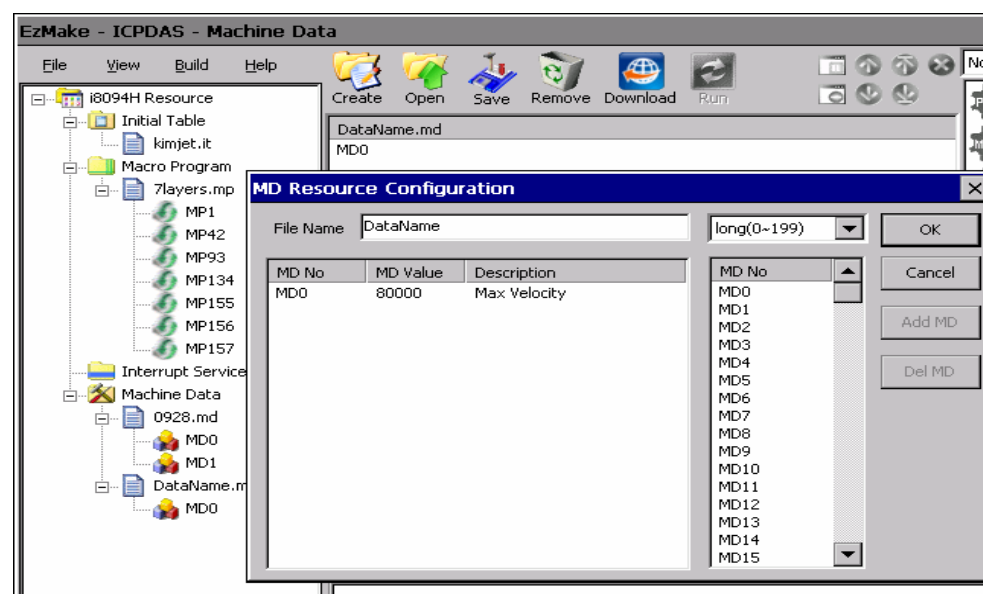 EzMake - ICPDAS - Machine Data
File View Build Help
Create Open Save Remove Download Run
i8094H Resource
Initial Table
kimjet.it
Macro Program
7layers.mp
MP1
MP42
MP93
MP134
MP155
MP156
MP157
Interrupt Service
Machine Data
0928.md
MD0
MD1
DataName.m
MD0
DataName.md
MD0
MD Resource Configuration
File Name DataName long(0~199) OK
MD No MD Value Description
MD0 80000 Max Velocity
MD No
MD0
MD1
MD2
MD3
MD4
MD5
MD6
MD7
MD8
MD9
MD10
MD11
MD12
MD13
MD14
MD15
Cancel
Add MD
Del MD